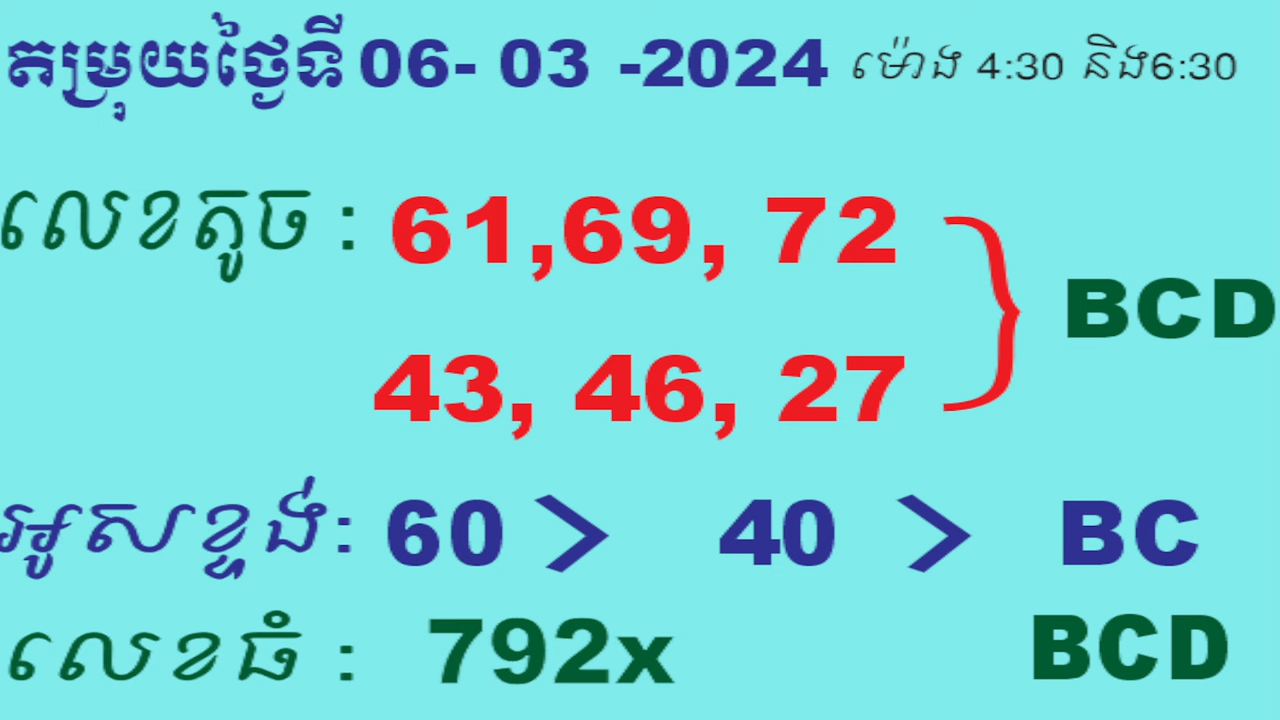 តម្រុយថ្ងៃទី 06- 03 -2024 ម៉ោង 4:30 និង6:30
លេខតូច : 61,69, 72
BCD
43, 46, 27
អូសខ្ទង់: 60 > 40 > BC
លេខធំ : 792x BCD